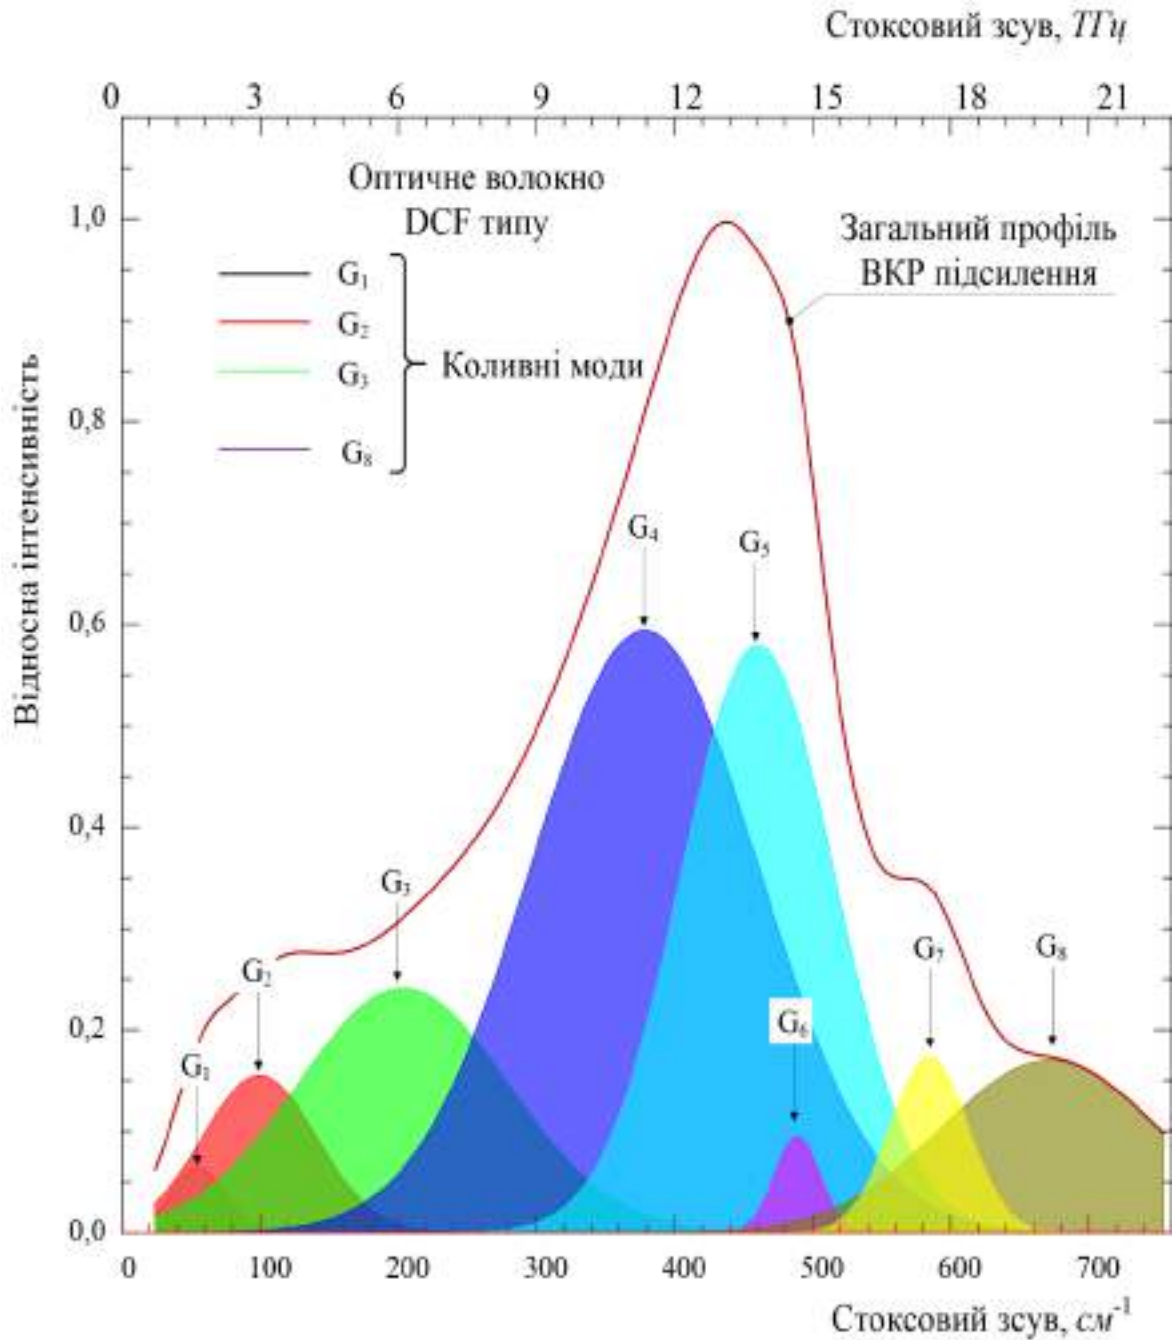 Стоксовий зсув, ТГц
0 3 6 9 12 15 18 21
Оптичне волокно
DCF типу
G₁
G₂
G₃
G₈
Коливні моди
Загальний профіль
ВКР підсилення
Відносна інтенсивність
1,0
0,8
0,6
0,4
0,2
0,0
G₄
G₅
G₃
G₂
G₁
G₆
G₇
G₈
0 100 200 300 400 500 600 700
Стоксовий зсув, см⁻¹